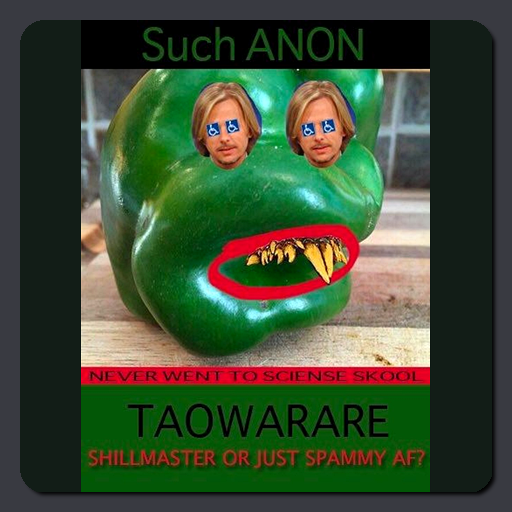 Such ANON
NEVER WENT TO SCIENSE SKOOL
TAOWARARE
SHILLMASTER OR JUST SPAMMY AF?